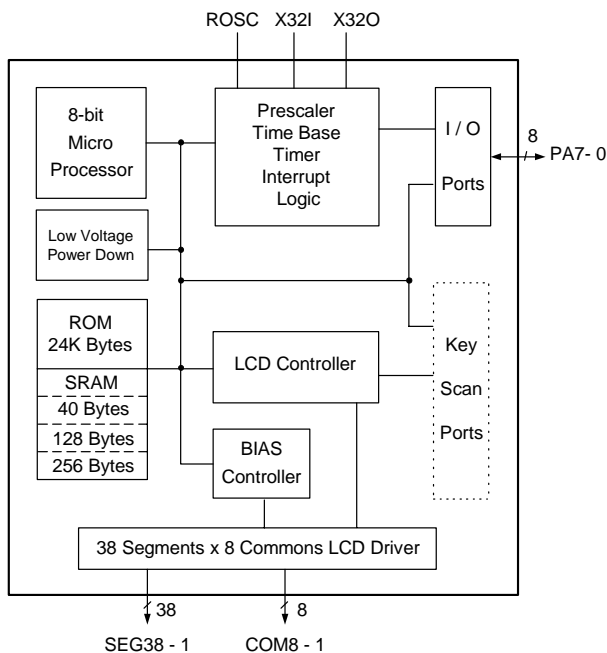 ROSC X32I X32O
8-bit
Micro
Processor
Prescaler
Time Base
Timer
Interrupt
Logic
I / O
Ports
8
PA7- 0
Low Voltage
Power Down
ROM
24K Bytes
SRAM
40 Bytes
128 Bytes
256 Bytes
LCD Controller
BIAS
Controller
Key
Scan
Ports
38 Segments x 8 Commons LCD Driver
38
8
SEG38 - 1
COM8 - 1